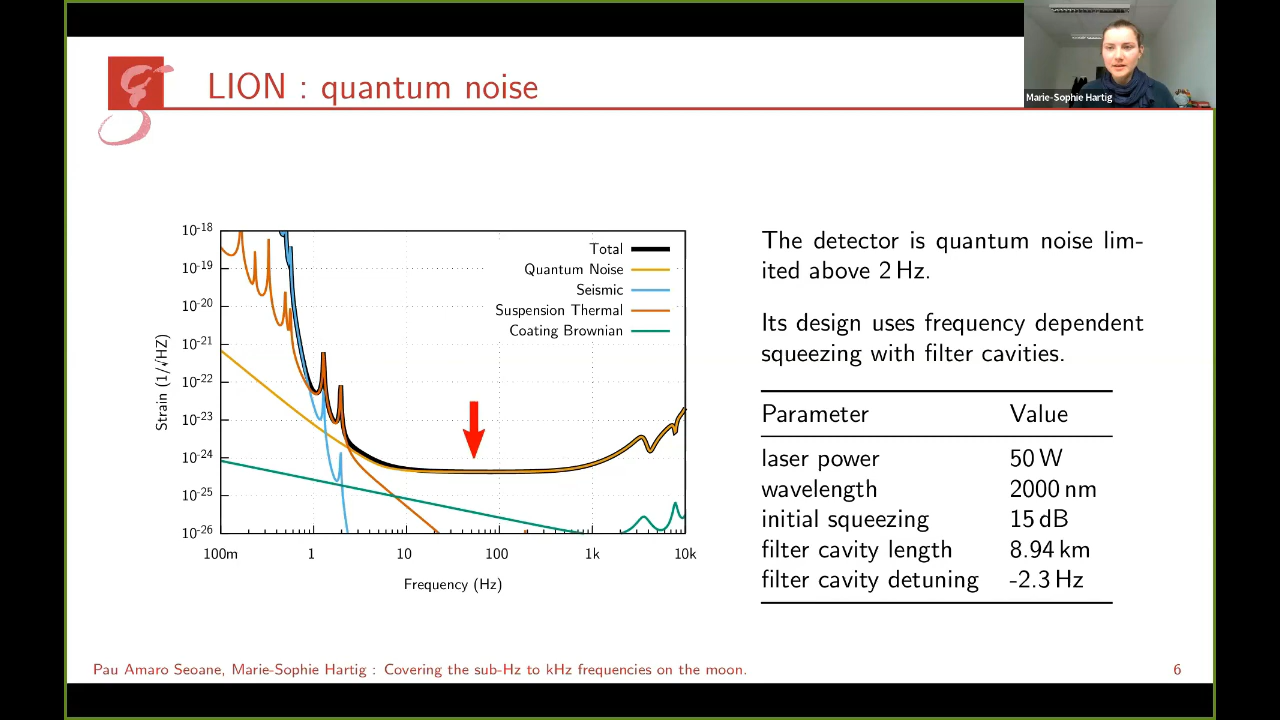 Marie-Sophie Hartig
LION : quantum noise
10-18
10-19
10-20
10-21
10-22
10-23
10-24
10-25
10-26
Strain (1/√HZ)
Total
Quantum Noise
Seismic
Suspension Thermal
Coating Brownian
100m 1 10 100 1k 10k
Frequency (Hz)
The detector is quantum noise lim-
ited above 2 Hz.
Its design uses frequency dependent
squeezing with filter cavities.
Parameter Value
laser power 50 W
wavelength 2000 nm
initial squeezing 15 dB
filter cavity length 8.94 km
filter cavity detuning -2.3 Hz
Pau Amaro Seoane, Marie-Sophie Hartig : Covering the sub-Hz to kHz frequencies on the moon. 6